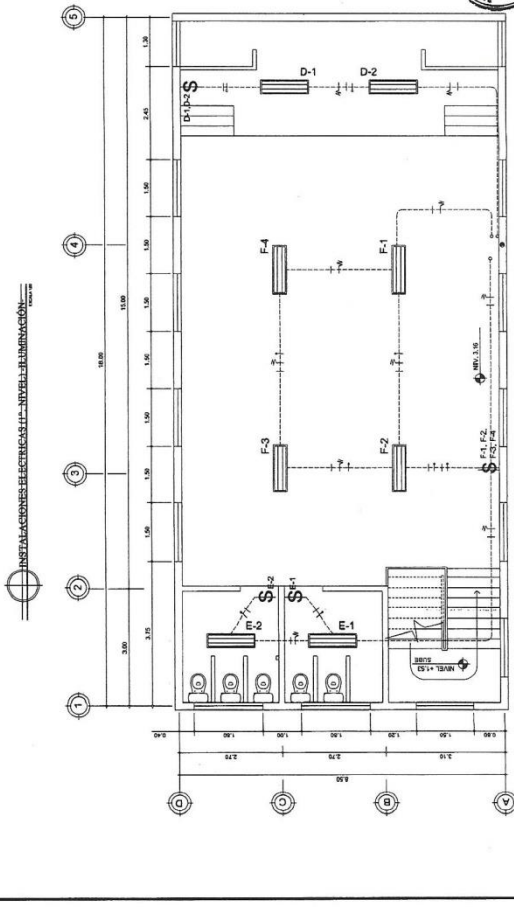 INSTALACIONES ELECTRICAS (1º. NIVEL) -ILUMINACIÓN-
1
2
3
4
5
18.00
3.00
15.00
3.75
1.50
1.50
1.50
1.50
1.50
1.50
2.45
1.30
D
C
B
A
8.50
2.70
2.70
3.10
0.40
1.80
1.00
1.80
1.20
1.50
0.80
D-1, D-2
S
D-1
D-2
F-4
F-1
F-3
F-2
E-2
S
E-1
S
E-2
E-1
NIV. 3.16
F-1, F-2,
S F-3, F-4
NIVEL +1.53
SUBE